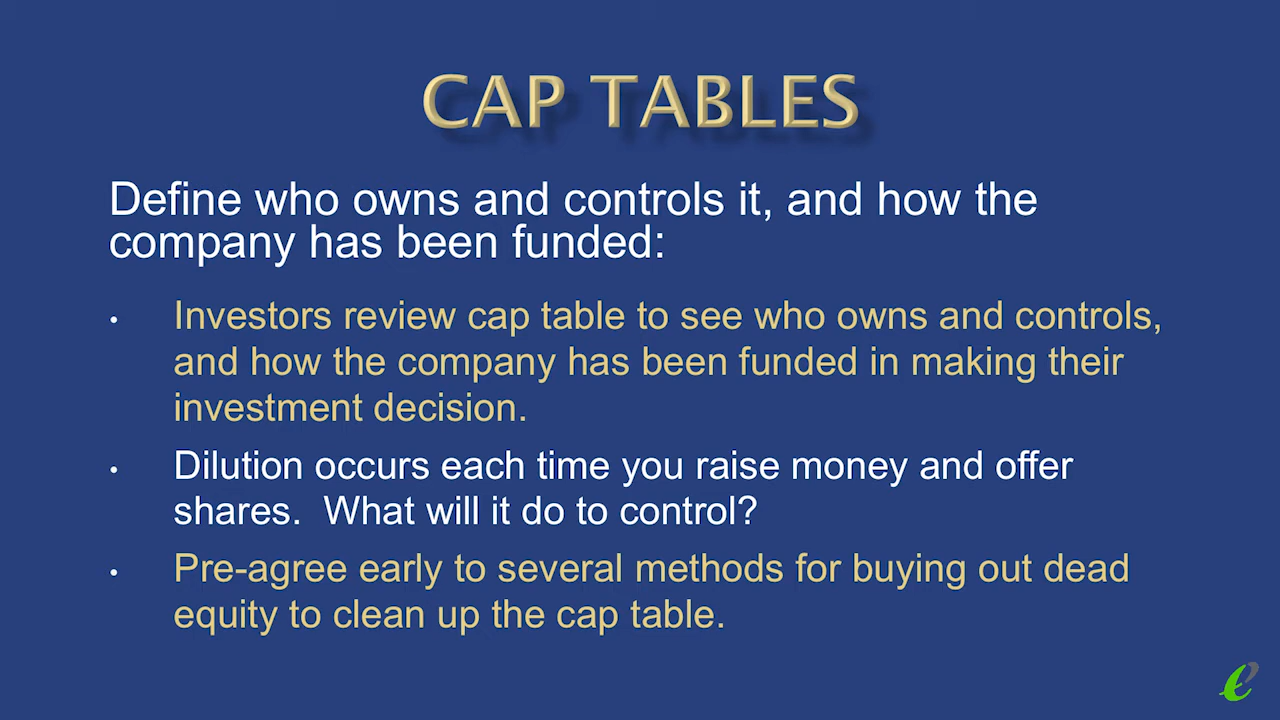 CAP TABLES
Define who owns and controls it, and how the
company has been funded:
• Investors review cap table to see who owns and controls,
and how the company has been funded in making their
investment decision.
• Dilution occurs each time you raise money and offer
shares.  What will it do to control?
• Pre-agree early to several methods for buying out dead
equity to clean up the cap table.